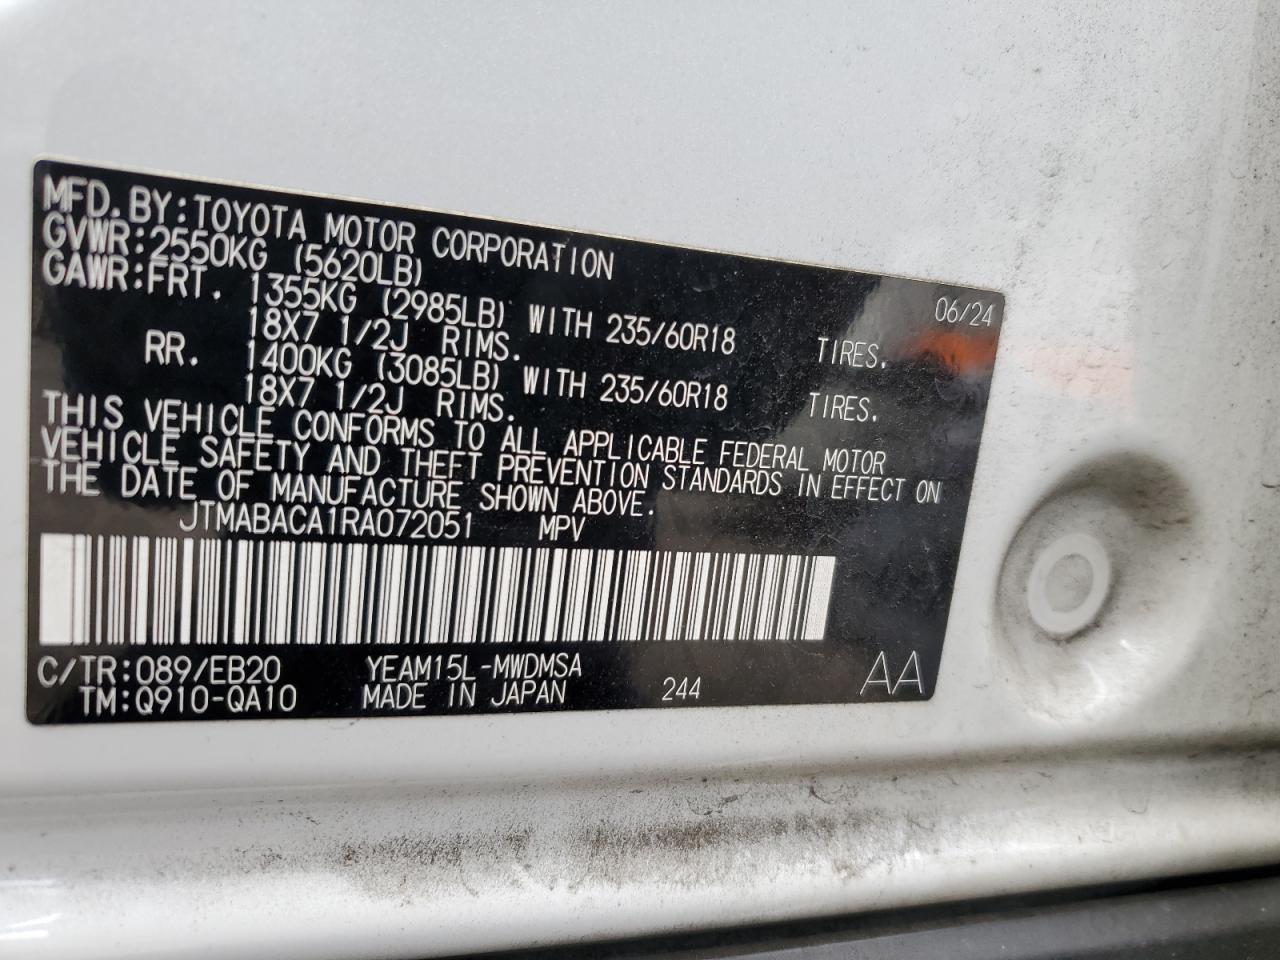 MFD. BY:TOYOTA MOTOR CORPORATION 06/24
GVWR:2550KG (5620LB)
GAWR:FRT. 1355KG (2985LB) WITH 235/60R18 TIRES.
18X7 1/2J RIMS.
RR. 1400KG (3085LB) WITH 235/60R18 TIRES.
18X7 1/2J RIMS.
THIS VEHICLE CONFORMS TO ALL APPLICABLE FEDERAL MOTOR
VEHICLE SAFETY AND THEFT PREVENTION STANDARDS IN EFFECT ON
THE DATE OF MANUFACTURE SHOWN ABOVE.
JTMABACA1RA072051 MPV
C/TR:089/EB20 YEAM15L-MWDMSA
TM:Q910-QA10 MADE IN JAPAN 244 AA